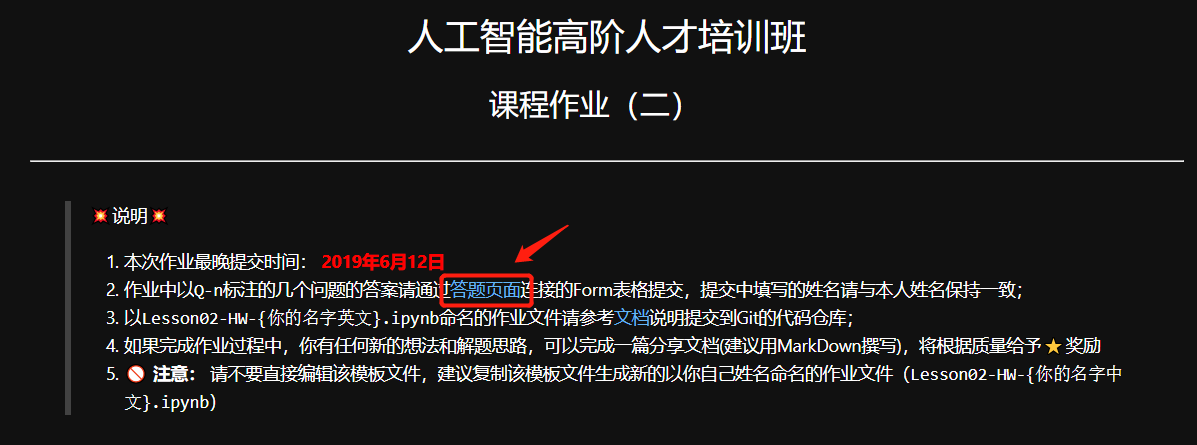 人工智能高阶人才培训班
课程作业（二）
💥 说明 💥
1. 本次作业最晚提交时间： 2019年6月12日
2. 作业中以Q-n标注的几个问题的答案请通过答题页面连接的Form表格提交，提交中填写的姓名请与本人姓名保持一致；
3. 以Lesson02-HW-{你的名字英文}.ipynb命名的作业文件请参考文档说明提交到Git的代码仓库；
4. 如果完成作业过程中，你有任何新的想法和解题思路，可以完成一篇分享文档(建议用MarkDown撰写)，将根据质量给予⭐奖励
5. 🚫 注意： 请不要直接编辑该模板文件，建议复制该模板文件生成新的以你自己姓名命名的作业文件（Lesson02-HW-{你的名字中
文}.ipynb）